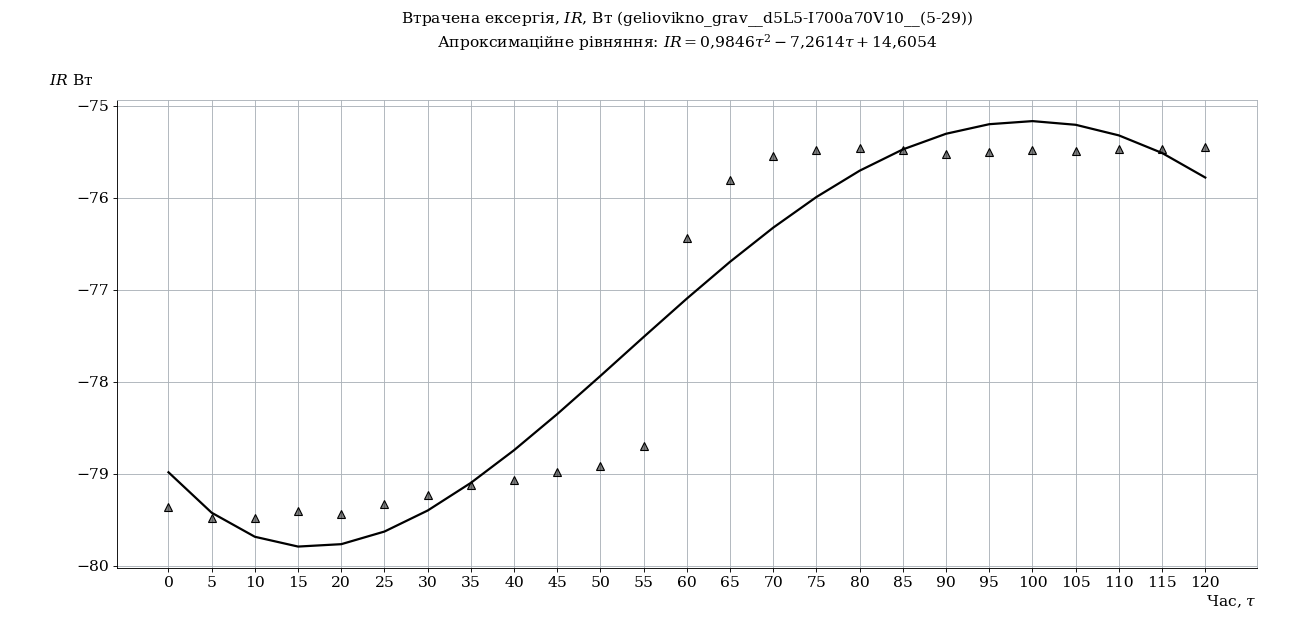 Втрачена ексергія, IR, Вт (geliovikno_grav__d5L5-I700a70V10__(5-29))
Апроксимаційне рівняння: IR = 0,9846τ² − 7,2614τ + 14,6054
IR Вт
−75
−76
−77
−78
−79
−80
0 5 10 15 20 25 30 35 40 45 50 55 60 65 70 75 80 85 90 95 100 105 110 115 120
Час, τ